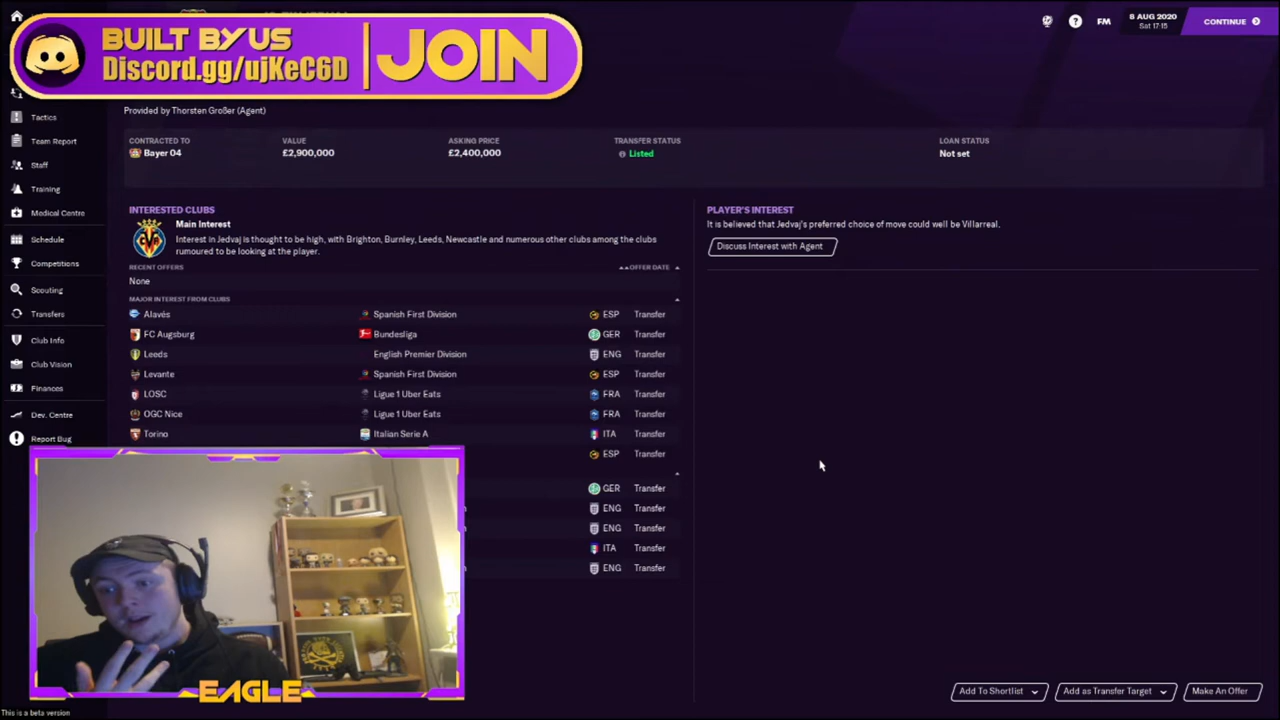 BUILT BY US
Discord.gg/ujKeC6D
JOIN
FM
8 AUG 2020
Sat 17:15
CONTINUE
Provided by Thorsten Großer (Agent)
Tactics
Team Report
Staff
Training
Medical Centre
Schedule
Competitions
Scouting
Transfers
Club Info
Club Vision
Finances
Dev. Centre
Report Bug
CONTRACTED TO
Bayer 04
VALUE
£2,900,000
ASKING PRICE
£2,400,000
TRANSFER STATUS
Listed
LOAN STATUS
Not set
INTERESTED CLUBS
Main Interest
Interest in Jedvaj is thought to be high, with Brighton, Burnley, Leeds, Newcastle and numerous other clubs among the clubs
rumoured to be looking at the player.
RECENT OFFERS OFFER DATE
None
MAJOR INTEREST FROM CLUBS
Alavés Spanish First Division ESP Transfer
FC Augsburg Bundesliga GER Transfer
Leeds English Premier Division ENG Transfer
Levante Spanish First Division ESP Transfer
LOSC Ligue 1 Uber Eats FRA Transfer
OGC Nice Ligue 1 Uber Eats FRA Transfer
Torino Italian Serie A ITA Transfer
ESP Transfer
GER Transfer
ENG Transfer
ENG Transfer
ITA Transfer
ENG Transfer
PLAYER'S INTEREST
It is believed that Jedvaj's preferred choice of move could well be Villarreal.
Discuss Interest with Agent
EAGLE
Add To Shortlist
Add as Transfer Target
Make An Offer
This is a beta version